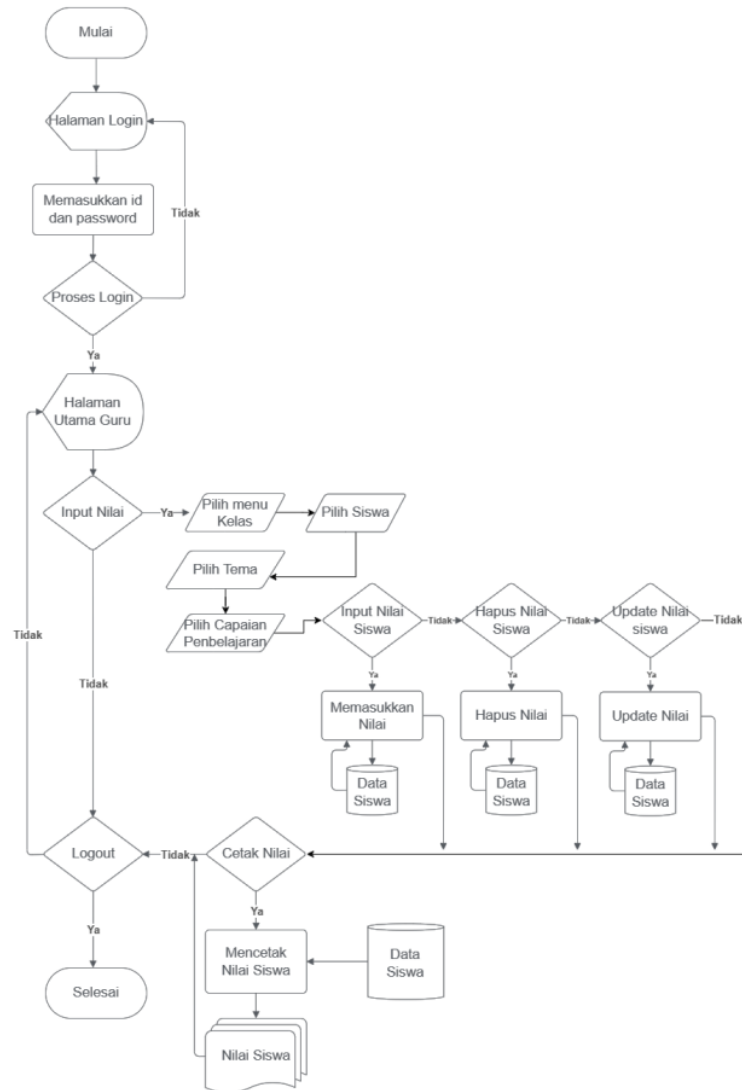 Mulai
Halaman Login
Memasukkan id
dan password
Tidak
Proses Login
Ya
Halaman
Utama Guru
Input Nilai
Ya
Pilih menu
Kelas
Pilih Siswa
Pilih Tema
Pilih Capaian
Penbelajaran
Input Nilai
Siswa
Tidak
Hapus Nilai
Siswa
Tidak
Update Nilai
siswa
Tidak
Tidak
Tidak
Ya
Ya
Ya
Memasukkan
Nilai
Hapus Nilai
Update Nilai
Data
Siswa
Data
Siswa
Data
Siswa
Logout
Tidak
Cetak Nilai
Ya
Ya
Mencetak
Nilai Siswa
Data
Siswa
Selesai
Nilai Siswa